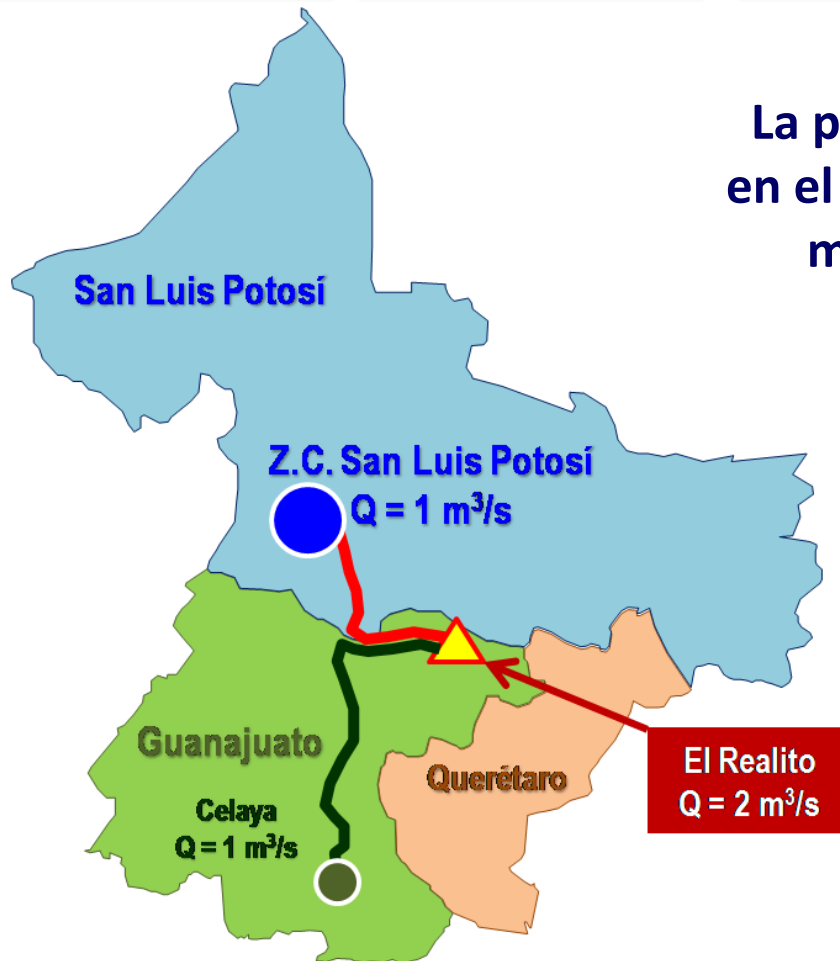 La p
en el
m
San Luis Potosí
Z.C. San Luis Potosí
Q = 1 m³/s
Guanajuato
Celaya
Q = 1 m³/s
Querétaro
El Realito
Q = 2 m³/s